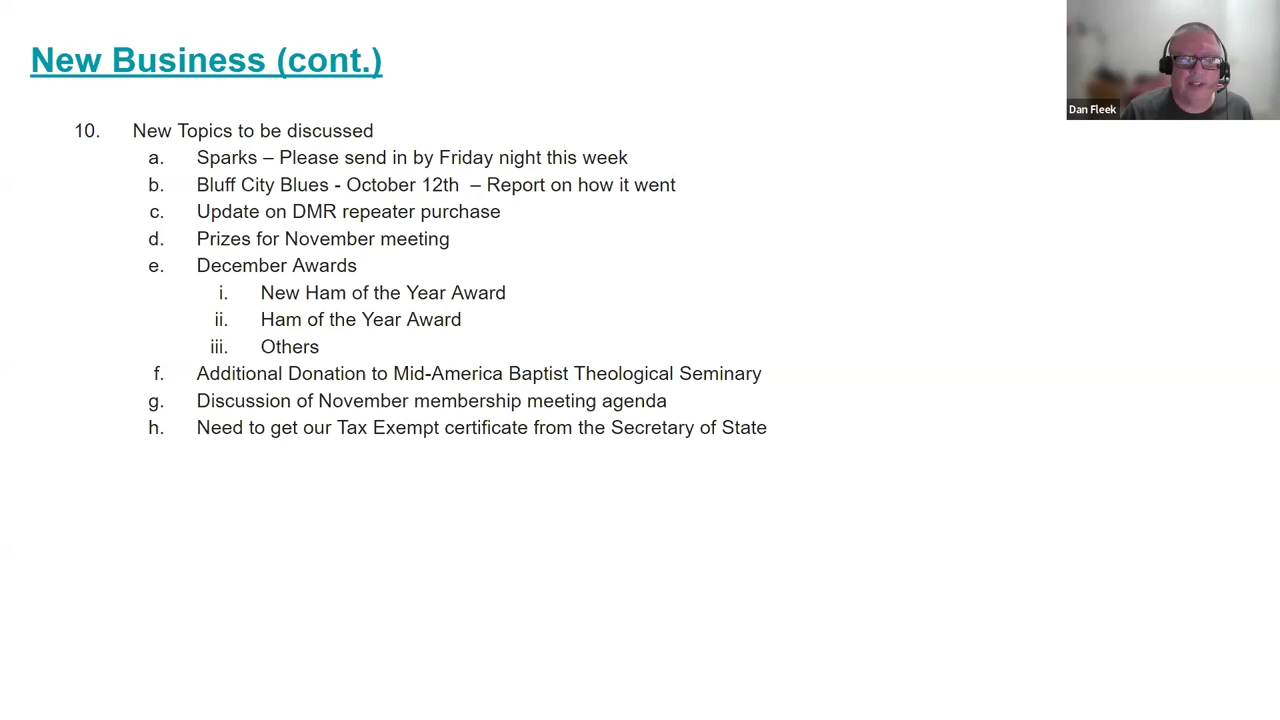 New Business (cont.)
Dan Fleek
10. New Topics to be discussed
a. Sparks – Please send in by Friday night this week
b. Bluff City Blues - October 12th – Report on how it went
c. Update on DMR repeater purchase
d. Prizes for November meeting
e. December Awards
i. New Ham of the Year Award
ii. Ham of the Year Award
iii. Others
f. Additional Donation to Mid-America Baptist Theological Seminary
g. Discussion of November membership meeting agenda
h. Need to get our Tax Exempt certificate from the Secretary of State